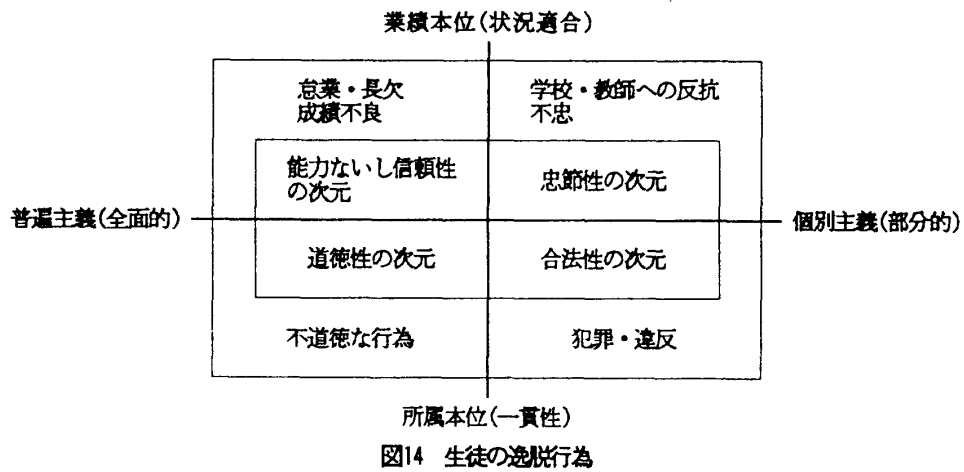 業績本位(状況適合)
怠業・長欠
成績不良
学校・教師への反抗
不忠
能力ないし信頼性
の次元
忠節性の次元
普遍主義(全面的)
個別主義(部分的)
道徳性の次元
合法性の次元
不道徳な行為
犯罪・違反
所属本位(一貫性)
図14 生徒の逸脱行為